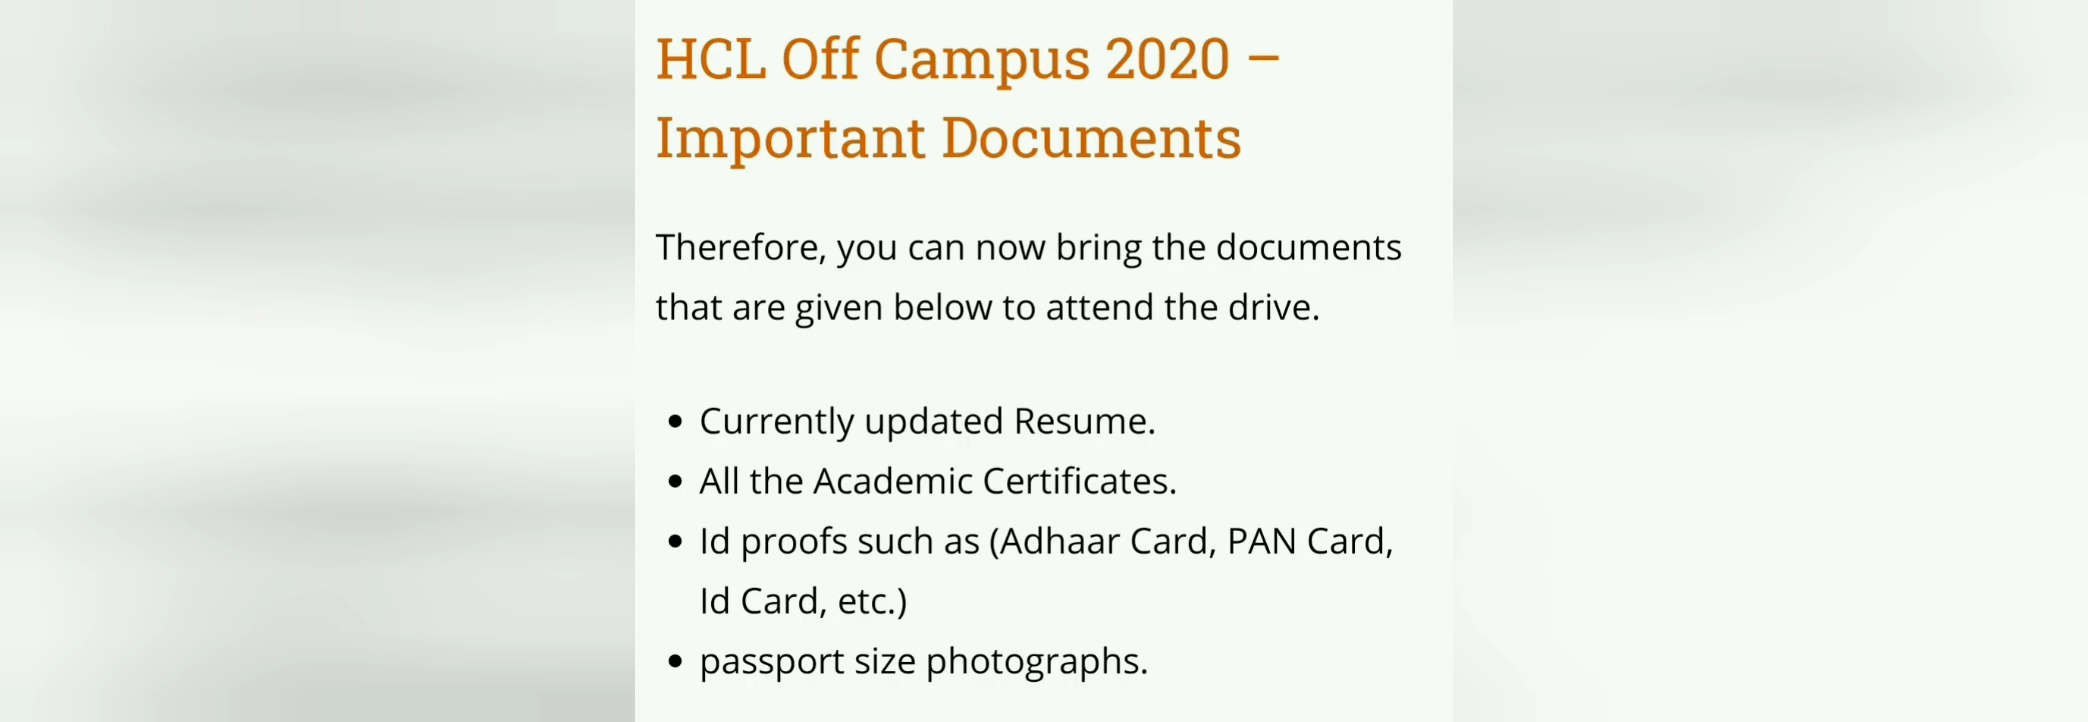 HCL Off Campus 2020 –
Important Documents
Therefore, you can now bring the documents
that are given below to attend the drive.
• Currently updated Resume.
• All the Academic Certificates.
• Id proofs such as (Adhaar Card, PAN Card,
Id Card, etc.)
• passport size photographs.